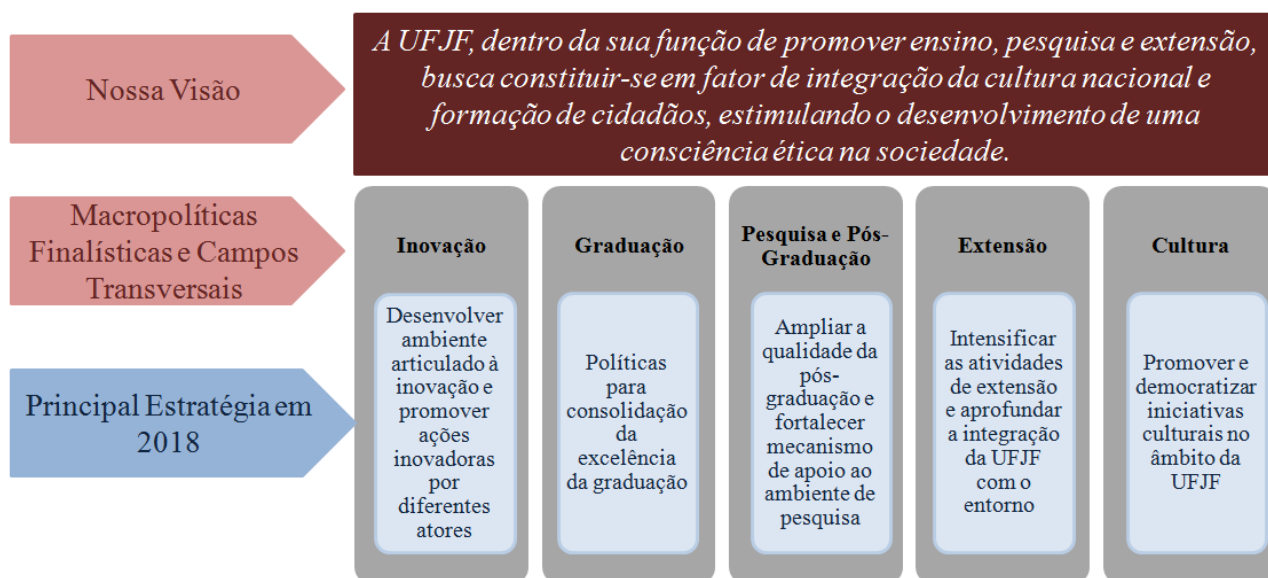 Nossa Visão
A UFJF, dentro da sua função de promover ensino, pesquisa e extensão,
busca constituir-se em fator de integração da cultura nacional e
formação de cidadãos, estimulando o desenvolvimento de uma
consciência ética na sociedade.
Macropolíticas
Finalísticas e Campos
Transversais
Inovação
Graduação
Pesquisa e Pós-
Graduação
Extensão
Cultura
Principal Estratégia em
2018
Desenvolver
ambiente
articulado à
inovação e
promover
ações
inovadoras
por
diferentes
atores
Políticas
para
consolidação
da
excelência
da graduação
Ampliar a
qualidade da
pós-
graduação e
fortalecer
mecanismo
de apoio ao
ambiente de
pesquisa
Intensificar
as atividades
de extensão
e aprofundar
a integração
da UFJF
com o
entorno
Promover e
democratizar
iniciativas
culturais no
âmbito da
UFJF